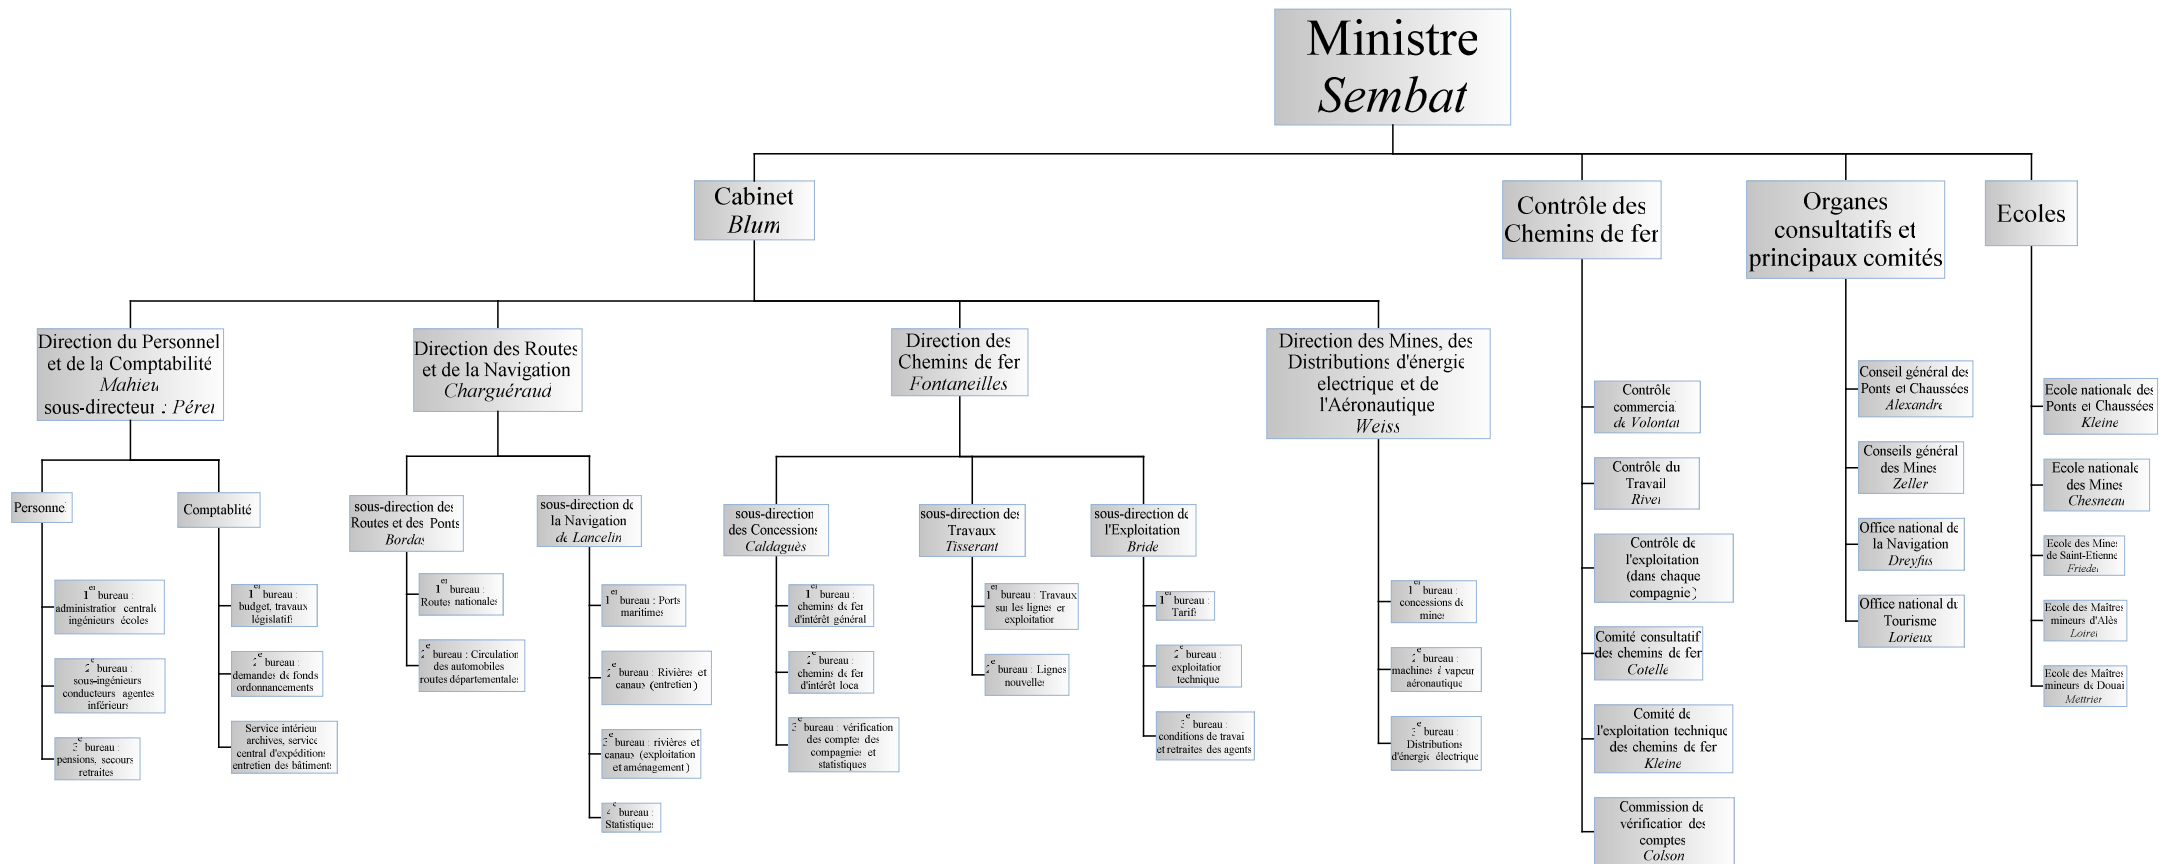 Ministre
Sembat
Cabinet
Blum
Contrôle des
Chemins de fer
Organes
consultatifs et
principaux comités
Ecoles
Direction du Personnel
et de la Comptabilité
Mahieu
sous-directeur : Pérer
Direction des Routes
et de la Navigation
Charguéraud
Direction des
Chemins de fer
Fontaneilles
Direction des Mines, des
Distributions d'énergie
electrique et de
l'Aéronautique
Weiss
Personnel
1er bureau :
administration centrale
ingénieurs écoles
2e bureau :
sous-ingénieurs
conducteurs agentes
inférieurs
3e bureau :
pensions, secours
retraites
Comptablité
1er bureau :
budget, travaux
législatifs
2e bureau :
demandes de fonds
ordonnancements
Service intérieur
archives, service
central d'expéditions
entretien des bâtiments
sous-direction des
Routes et des Ponts
Bordas
1er bureau :
Routes nationales
2e bureau : Circulation
des automobiles
routes départementales
sous-direction de
la Navigation
de Lancelin
1er bureau : Ports
maritimes
2e bureau : Rivières et
canaux (entretien)
3e bureau : rivières et
canaux (exploitation
et aménagement)
4e bureau :
Statistiques
sous-direction
des Concessions
Caldaguès
1er bureau :
chemins de fer
d'intérêt général
2e bureau :
chemins de fer
d'intérêt local
3e bureau : vérification
des comptes des
compagnies et
statistiques
sous-direction des
Travaux
Tisserant
1er bureau : Travaux
sur les lignes en
exploitation
2e bureau : Lignes
nouvelles
sous-direction de
l'Exploitation
Bride
1er bureau :
Tarifs
2e bureau :
exploitation
technique
3e bureau :
conditions de travail
et retraites des agents
1er bureau :
concessions de
mines
2e bureau :
machines à vapeur
aéronautique
3e bureau :
Distributions
d'énergie électrique
Contrôle
commercial
de Volontat
Contrôle du
Travail
Rivet
Contrôle de
l'exploitation
(dans chaque
compagnie)
Comité consultatif
des chemins de fer
Cotelle
Comité de
l'exploitation technique
des chemins de fer
Kleine
Commission de
vérification des
comptes
Colson
Conseil général des
Ponts et Chaussées
Alexandre
Conseils général
des Mines
Zeller
Office national de
la Navigation
Dreyfus
Office national du
Tourisme
Lorieux
Ecole nationale des
Ponts et Chaussées
Kleine
Ecole nationale
des Mines
Chesneau
Ecole des Mines
de Saint-Etienne
Friedel
Ecole des Maîtres
mineurs d'Alès
Loiret
Ecole des Maîtres
mineurs de Douai
Mettrier